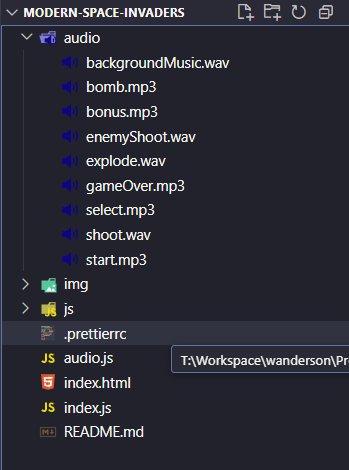 MODERN-SPACE-INVADERS
audio
backgroundMusic.wav
bomb.mp3
bonus.mp3
enemyShoot.wav
explode.wav
gameOver.mp3
select.mp3
shoot.wav
start.mp3
img
js
.prettierrc
JS audio.js
T:\Workspace\wanderson\Pr
5 index.html
JS index.js
README.md